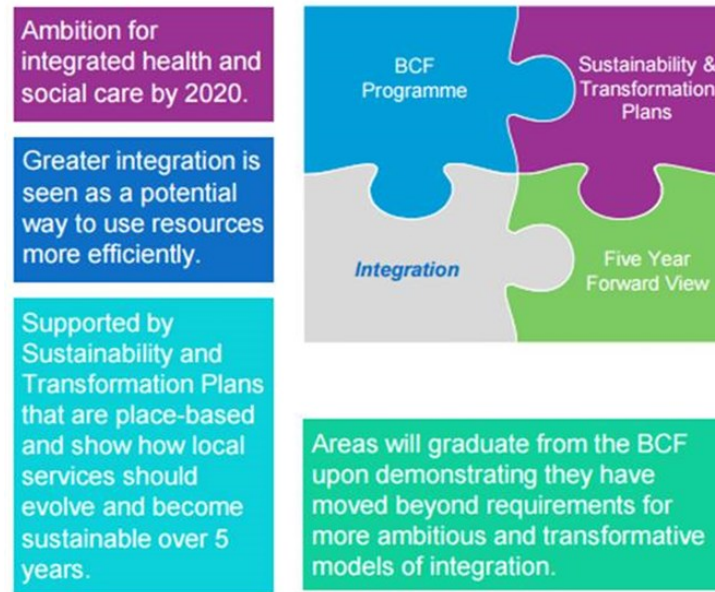 Ambition for
integrated health and
social care by 2020.
Greater integration is
seen as a potential
way to use resources
more efficiently.
Supported by
Sustainability and
Transformation Plans
that are place-based
and show how local
services should
evolve and become
sustainable over 5
years.
BCF
Programme
Sustainability &
Transformation
Plans
Integration
Five Year
Forward View
Areas will graduate from the BCF
upon demonstrating they have
moved beyond requirements for
more ambitious and transformative
models of integration.